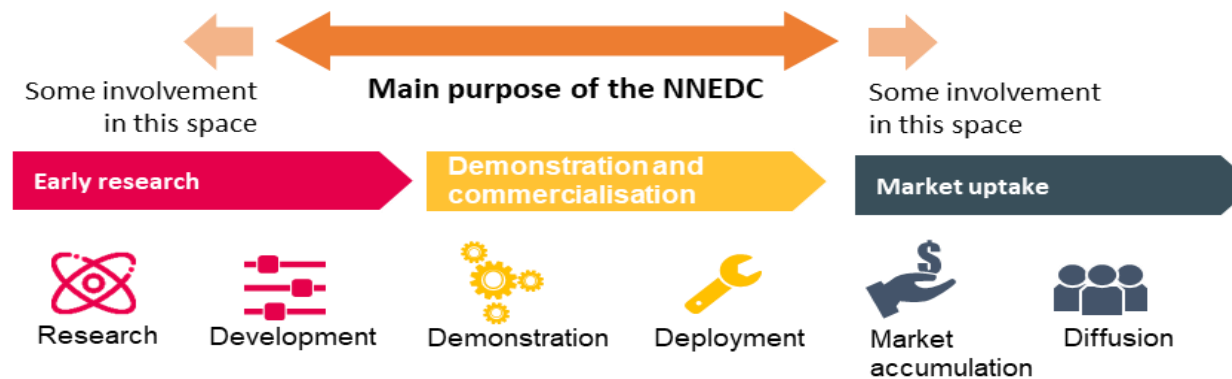 Main purpose of the NNEDC
Some involvement
in this space
Some involvement
in this space
Early research
Demonstration and
commercialisation
Market uptake
$
Research
Development
Demonstration
Deployment
Market
accumulation
Diffusion